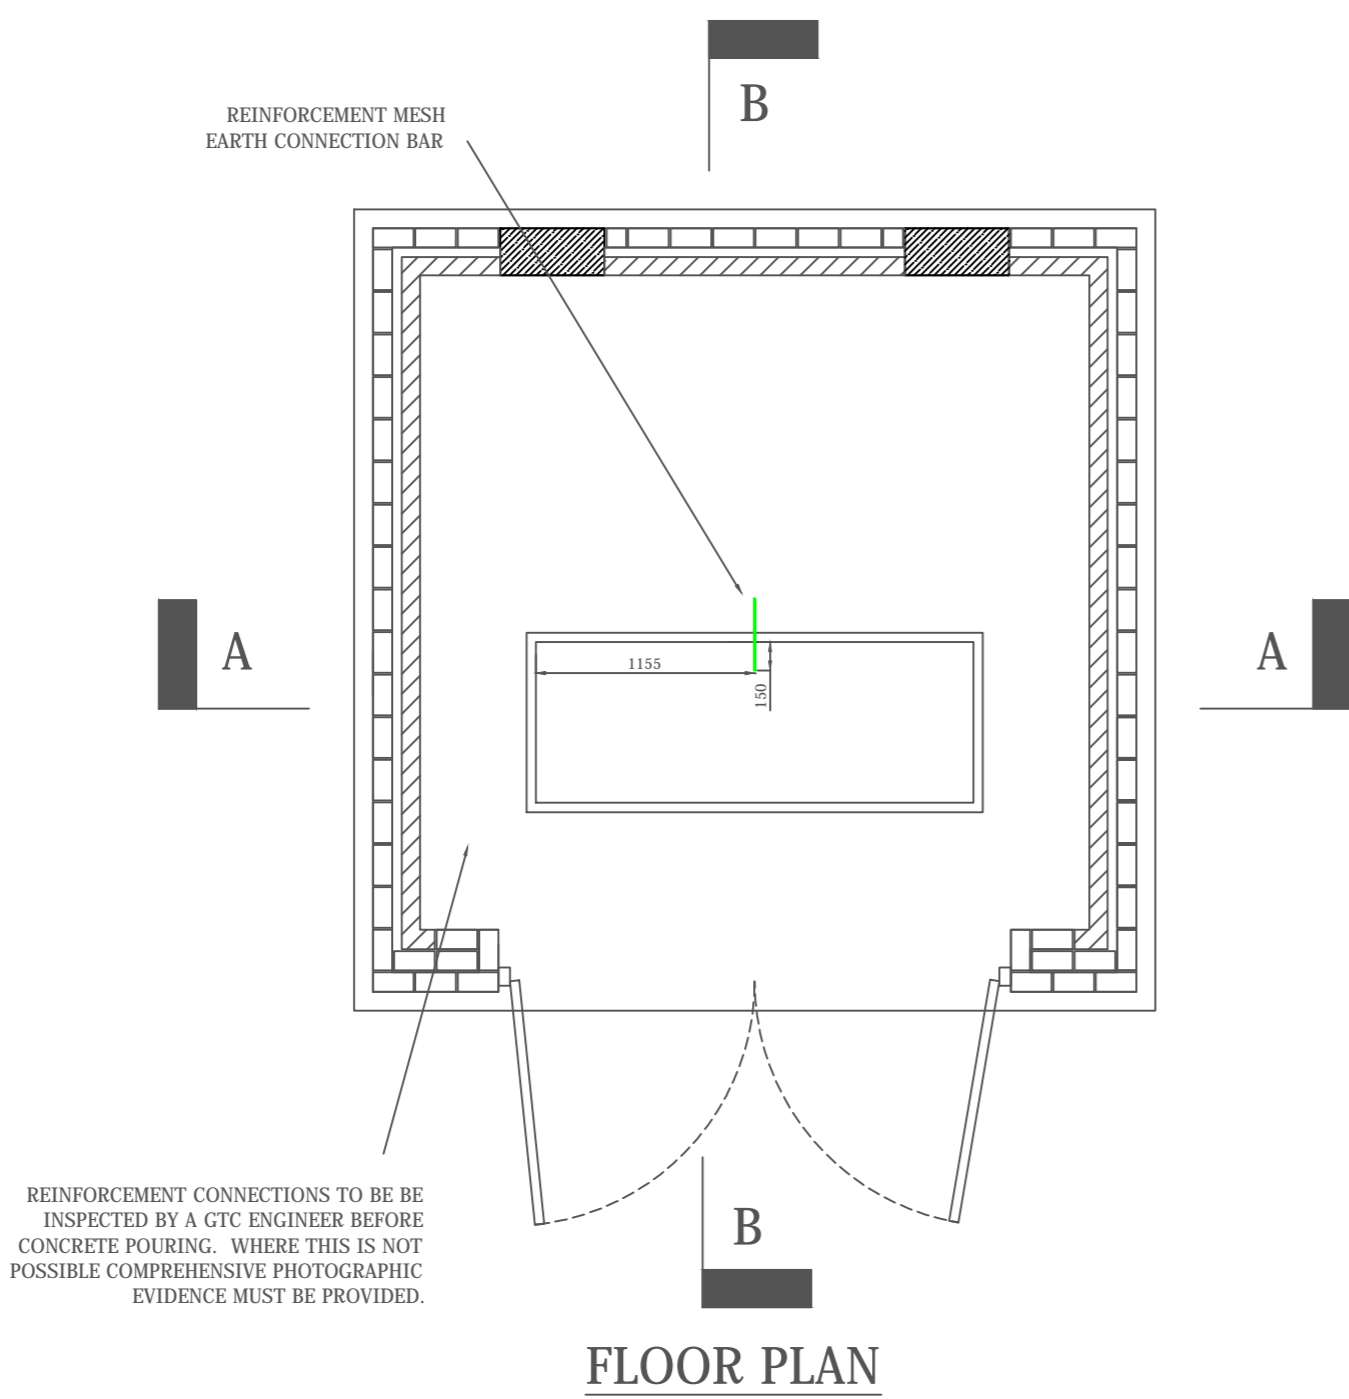 B
REINFORCEMENT MESH
EARTH CONNECTION BAR
A
A
1155
150
REINFORCEMENT CONNECTIONS TO BE BE
INSPECTED BY A GTC ENGINEER BEFORE
CONCRETE POURING. WHERE THIS IS NOT
POSSIBLE COMPREHENSIVE PHOTOGRAPHIC
EVIDENCE MUST BE PROVIDED.
B
FLOOR PLAN